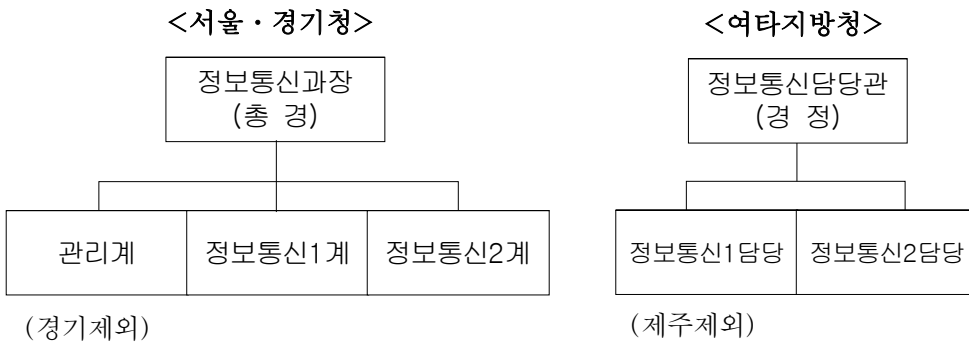 <서울·경기청>
정보통신과장
(총 경)
관리계
정보통신1계
정보통신2계
(경기제외)
<여타지방청>
정보통신담당관
(경 정)
정보통신1담당
정보통신2담당
(제주제외)